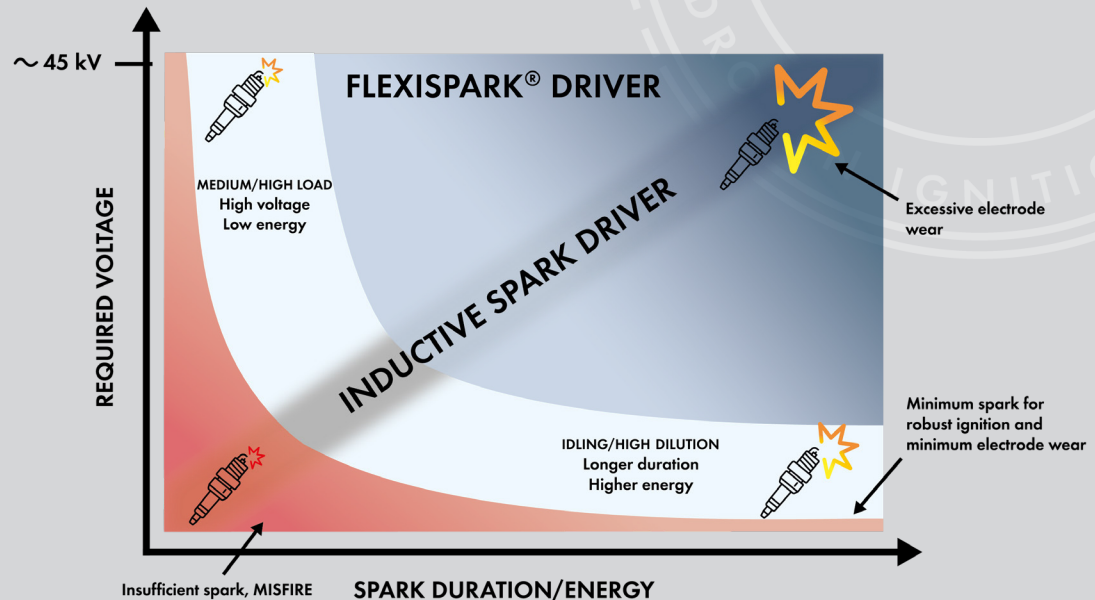 ~ 45 kV
FLEXISPARK® DRIVER
MEDIUM/HIGH LOAD
High voltage
Low energy
REQUIRED VOLTAGE
INDUCTIVE SPARK DRIVER
Excessive electrode
wear
IGNITI
Minimum spark for
robust ignition and
minimum electrode wear
IDLING/HIGH DILUTION
Longer duration
Higher energy
Insufficient spark, MISFIRE
SPARK DURATION/ENERGY